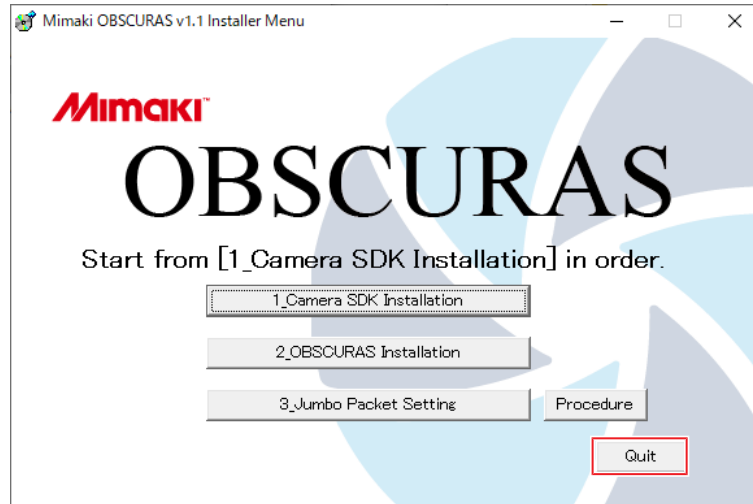 Mimaki OBSCURAS v1.1 Installer Menu
Mimaki™
OBSCURAS
Start from [1_Camera SDK Installation] in order.
1_Camera SDK Installation
2_OBSCURAS Installation
3_Jumbo Packet Setting Procedure
Quit